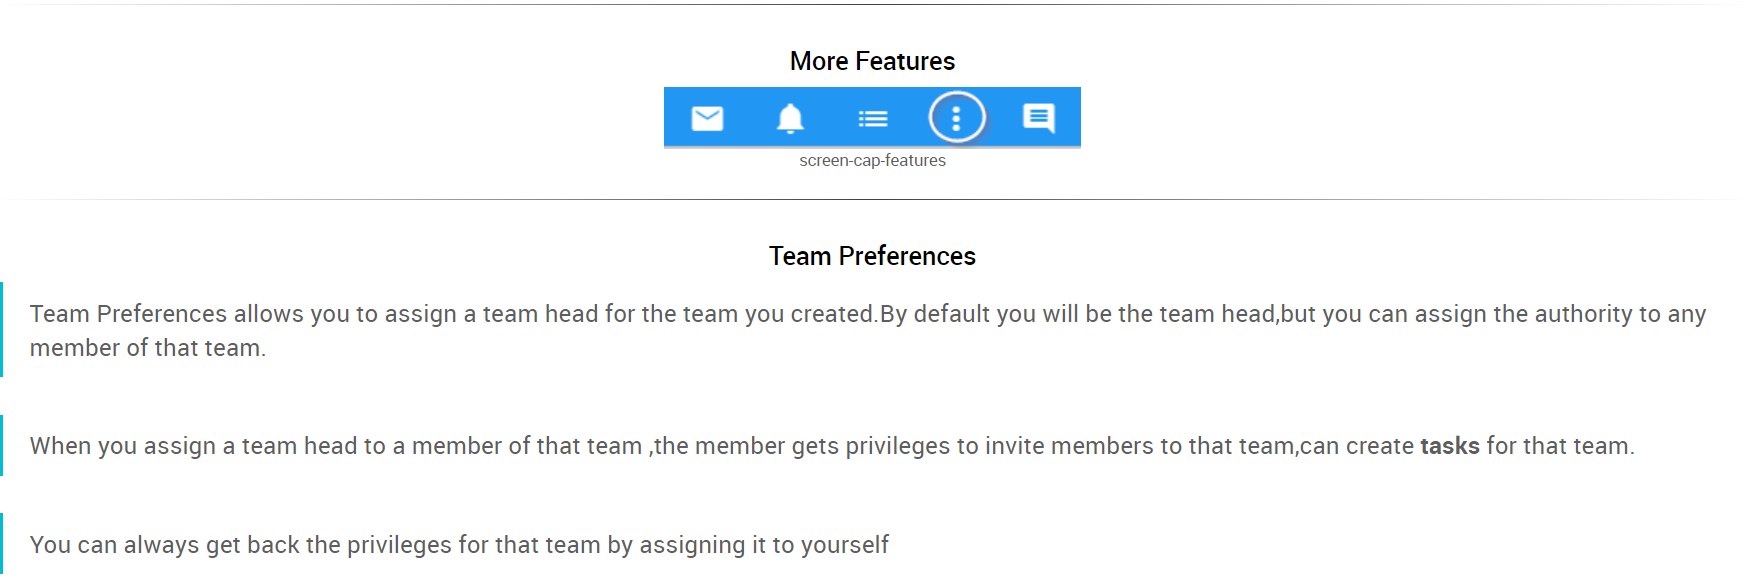 More Features
screen-cap-features
Team Preferences
Team Preferences allows you to assign a team head for the team you created.By default you will be the team head,but you can assign the authority to any
member of that team.
When you assign a team head to a member of that team ,the member gets privileges to invite members to that team,can create tasks for that team.
You can always get back the privileges for that team by assigning it to yourself